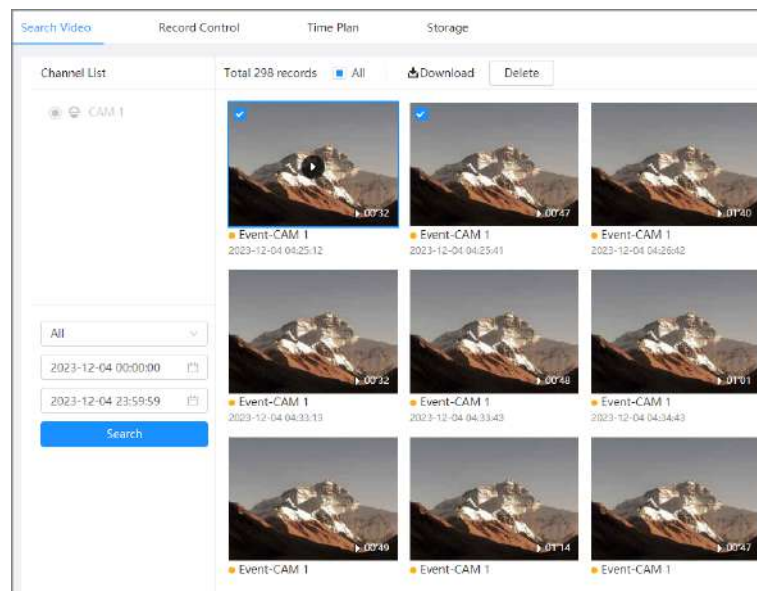 Search Video Record Control Time Plan Storage
Channel List
Total 298 records All Download Delete
CAM 1
00'32 00'47 01'40
Event-CAM 1 Event-CAM 1 Event-CAM 1
2023-12-04 04:25:12 2023-12-04 04:25:41 2023-12-04 04:26:42
All
2023-12-04 00:00:00
2023-12-04 23:59:59
Search
00'32 00'48 01'01
Event-CAM 1 Event-CAM 1 Event-CAM 1
2023-12-04 04:33:13 2023-12-04 04:33:43 2023-12-04 04:34:43
00'49 01'14 00'47
Event-CAM 1 Event-CAM 1 Event-CAM 1